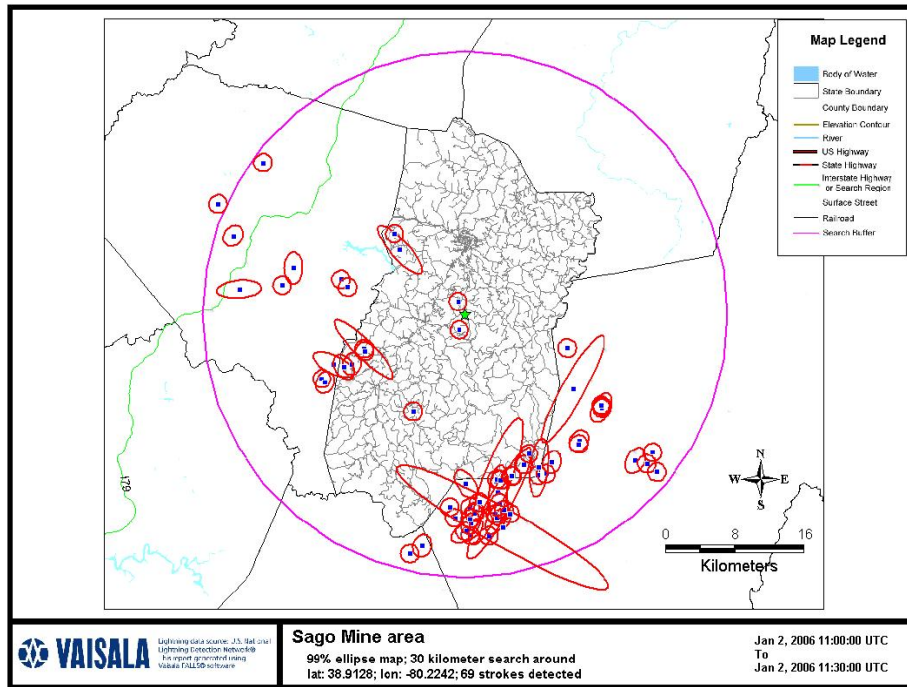 Map Legend
Body of Water
State Boundary
County Boundary
Elevation Contour
River
US Highway
State Highway
Interstate Highway
or Search Region
Surface Street
Railroad
Search Buffer
I79
N
W E
S
0 8 16
Kilometers
VAISALA
Lightning data source: U.S. National
Lightning Detection Network®
This report generated using
Vaisala FALLS® software
Sago Mine area
99% ellipse map; 30 kilometer search around
lat: 38.9128; lon: -80.2242; 69 strokes detected
Jan 2, 2006 11:00:00 UTC
To
Jan 2, 2006 11:30:00 UTC